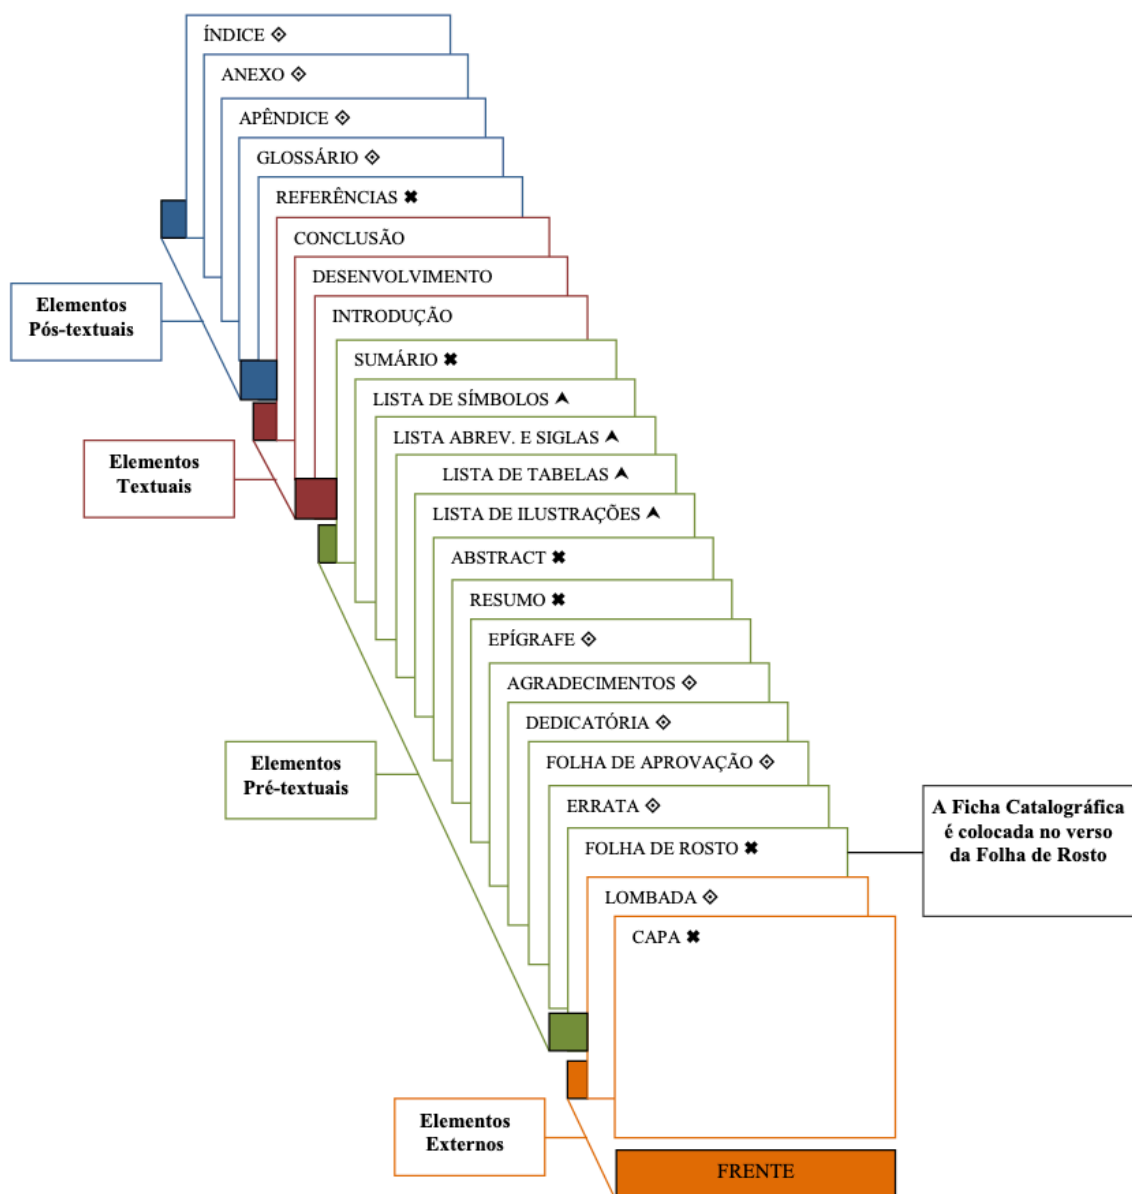 ÍNDICE ⟐
ANEXO ⟐
APÊNDICE ⟐
GLOSSÁRIO ⟐
REFERÊNCIAS ✖
CONCLUSÃO
DESENVOLVIMENTO
INTRODUÇÃO
SUMÁRIO ✖
LISTA DE SÍMBOLOS ⮝
LISTA ABREV. E SIGLAS ⮝
LISTA DE TABELAS ⮝
LISTA DE ILUSTRAÇÕES ⮝
ABSTRACT ✖
RESUMO ✖
EPÍGRAFE ⟐
AGRADECIMENTOS ⟐
DEDICATÓRIA ⟐
FOLHA DE APROVAÇÃO ⟐
ERRATA ⟐
FOLHA DE ROSTO ✖
LOMBADA ⟐
CAPA ✖
Elementos
Pós-textuais
Elementos
Textuais
Elementos
Pré-textuais
A Ficha Catalográfica
é colocada no verso
da Folha de Rosto
Elementos
Externos
FRENTE